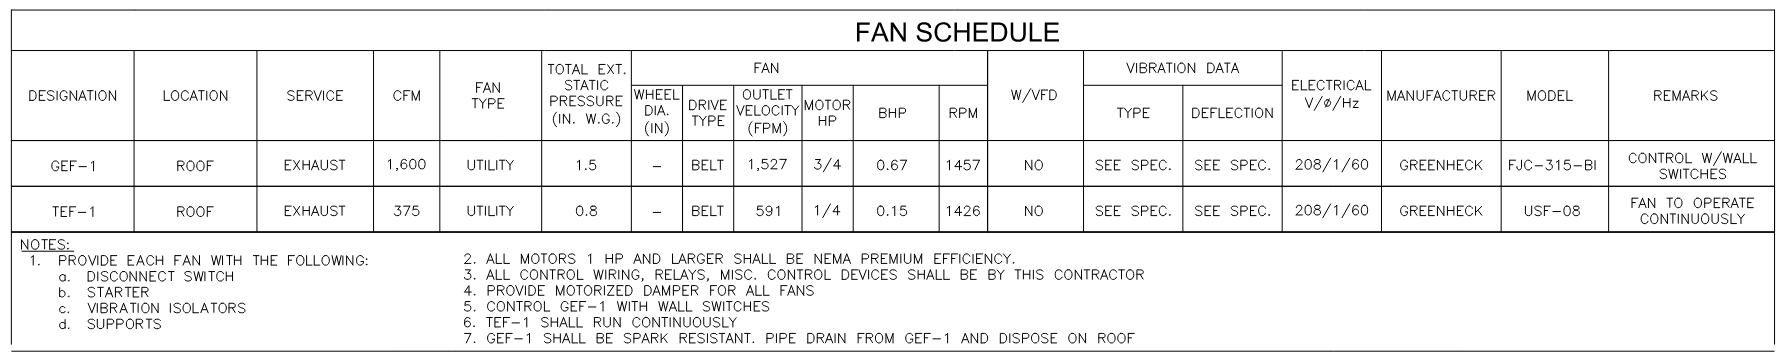 FAN SCHEDULE
DESIGNATION LOCATION SERVICE CFM FAN TYPE TOTAL EXT. STATIC PRESSURE (IN. W.G.) FAN WHEEL DIA. (IN) DRIVE TYPE OUTLET VELOCITY (FPM) MOTOR HP BHP RPM W/VFD VIBRATION DATA TYPE DEFLECTION ELECTRICAL V/ø/Hz MANUFACTURER MODEL REMARKS
GEF-1 ROOF EXHAUST 1,600 UTILITY 1.5 – BELT 1,527 3/4 0.67 1457 NO SEE SPEC. SEE SPEC. 208/1/60 GREENHECK FJC-315-BI CONTROL W/WALL SWITCHES
TEF-1 ROOF EXHAUST 375 UTILITY 0.8 – BELT 591 1/4 0.15 1426 NO SEE SPEC. SEE SPEC. 208/1/60 GREENHECK USF-08 FAN TO OPERATE CONTINUOUSLY
NOTES:
1. PROVIDE EACH FAN WITH THE FOLLOWING:
a. DISCONNECT SWITCH
b. STARTER
c. VIBRATION ISOLATORS
d. SUPPORTS
2. ALL MOTORS 1 HP AND LARGER SHALL BE NEMA PREMIUM EFFICIENCY.
3. ALL CONTROL WIRING, RELAYS, MISC. CONTROL DEVICES SHALL BE BY THIS CONTRACTOR
4. PROVIDE MOTORIZED DAMPER FOR ALL FANS
5. CONTROL GEF-1 WITH WALL SWITCHES
6. TEF-1 SHALL RUN CONTINUOUSLY
7. GEF-1 SHALL BE SPARK RESISTANT. PIPE DRAIN FROM GEF-1 AND DISPOSE ON ROOF